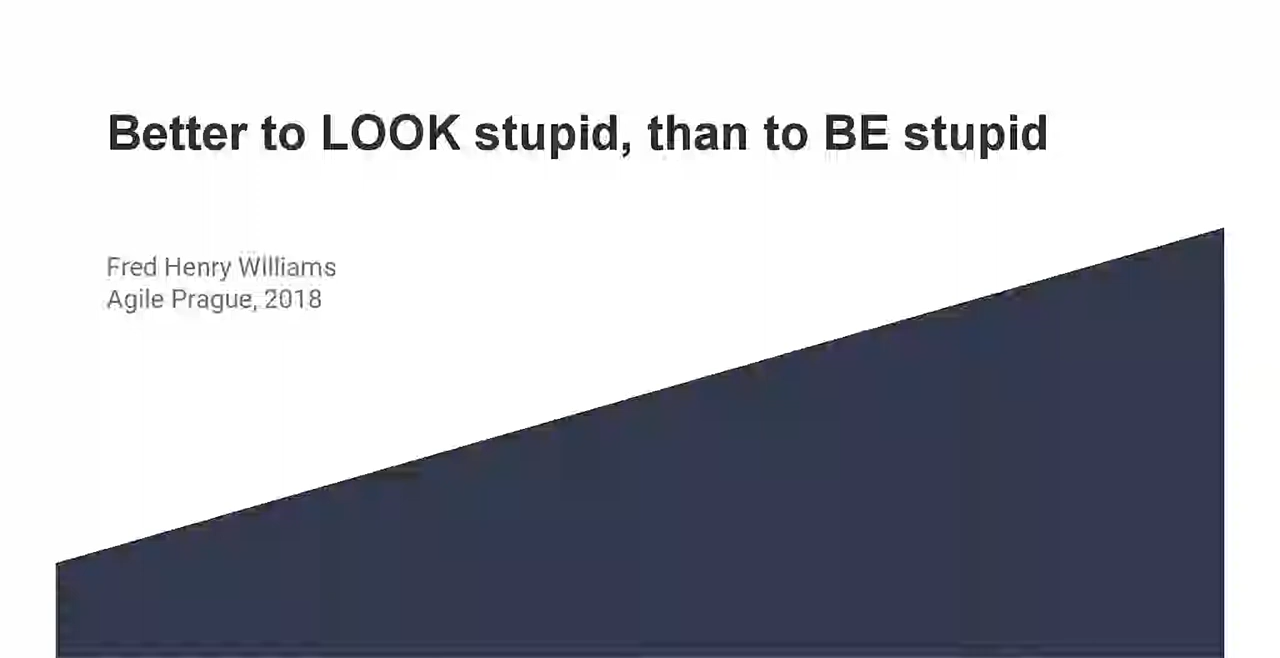 Better to LOOK stupid, than to BE stupid
Fred Henry Williams
Agile Prague, 2018